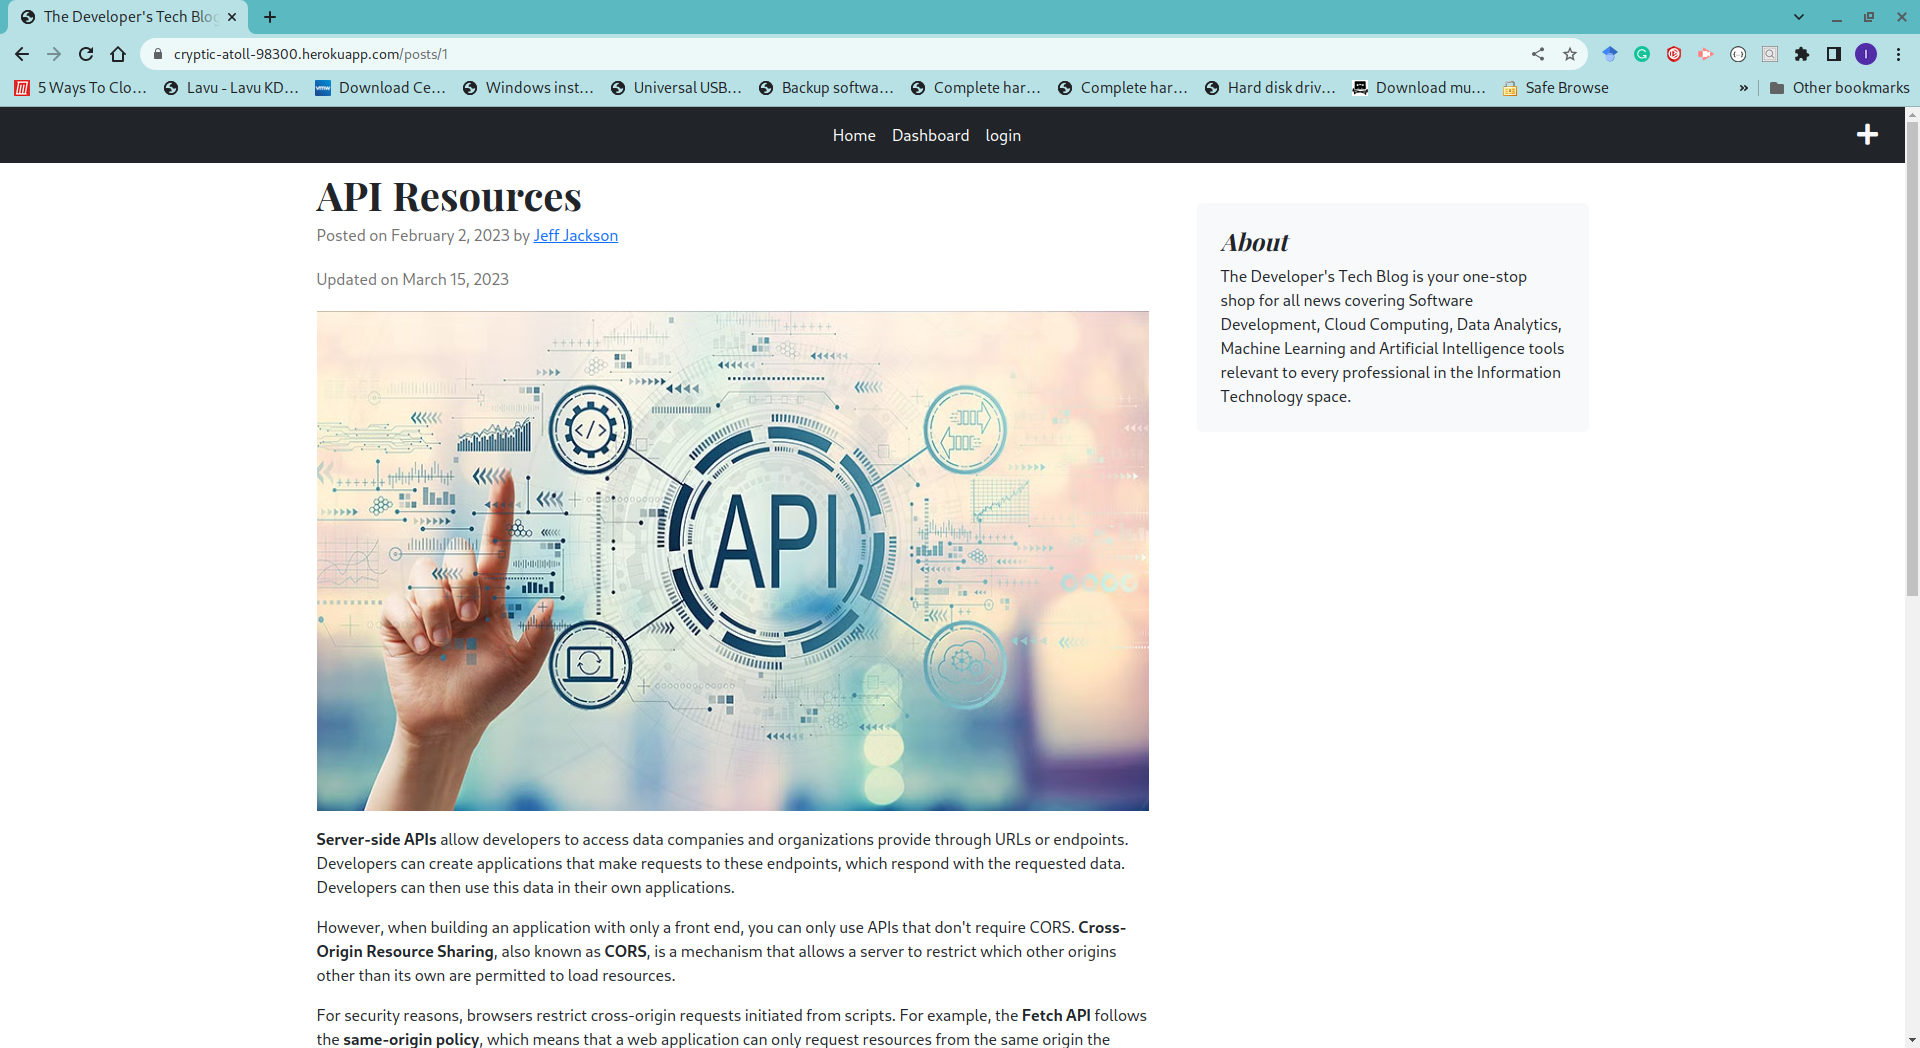 The Developer's Tech Blog
cryptic-atoll-98300.herokuapp.com/posts/1
5 Ways To Clo…
Lavu - Lavu KD…
Download Ce…
Windows inst…
Universal USB…
Backup softwa…
Complete har…
Complete har…
Hard disk driv…
Download mu…
Safe Browse
»
Other bookmarks
Home Dashboard login
API Resources
Posted on February 2, 2023 by Jeff Jackson
Updated on March 15, 2023
API
Server-side APIs allow developers to access data companies and organizations provide through URLs or endpoints.
Developers can create applications that make requests to these endpoints, which respond with the requested data.
Developers can then use this data in their own applications.
However, when building an application with only a front end, you can only use APIs that don't require CORS. Cross-
Origin Resource Sharing, also known as CORS, is a mechanism that allows a server to restrict which other origins
other than its own are permitted to load resources.
For security reasons, browsers restrict cross-origin requests initiated from scripts. For example, the Fetch API follows
the same-origin policy, which means that a web application can only request resources from the same origin the
About
The Developer's Tech Blog is your one-stop
shop for all news covering Software
Development, Cloud Computing, Data Analytics,
Machine Learning and Artificial Intelligence tools
relevant to every professional in the Information
Technology space.